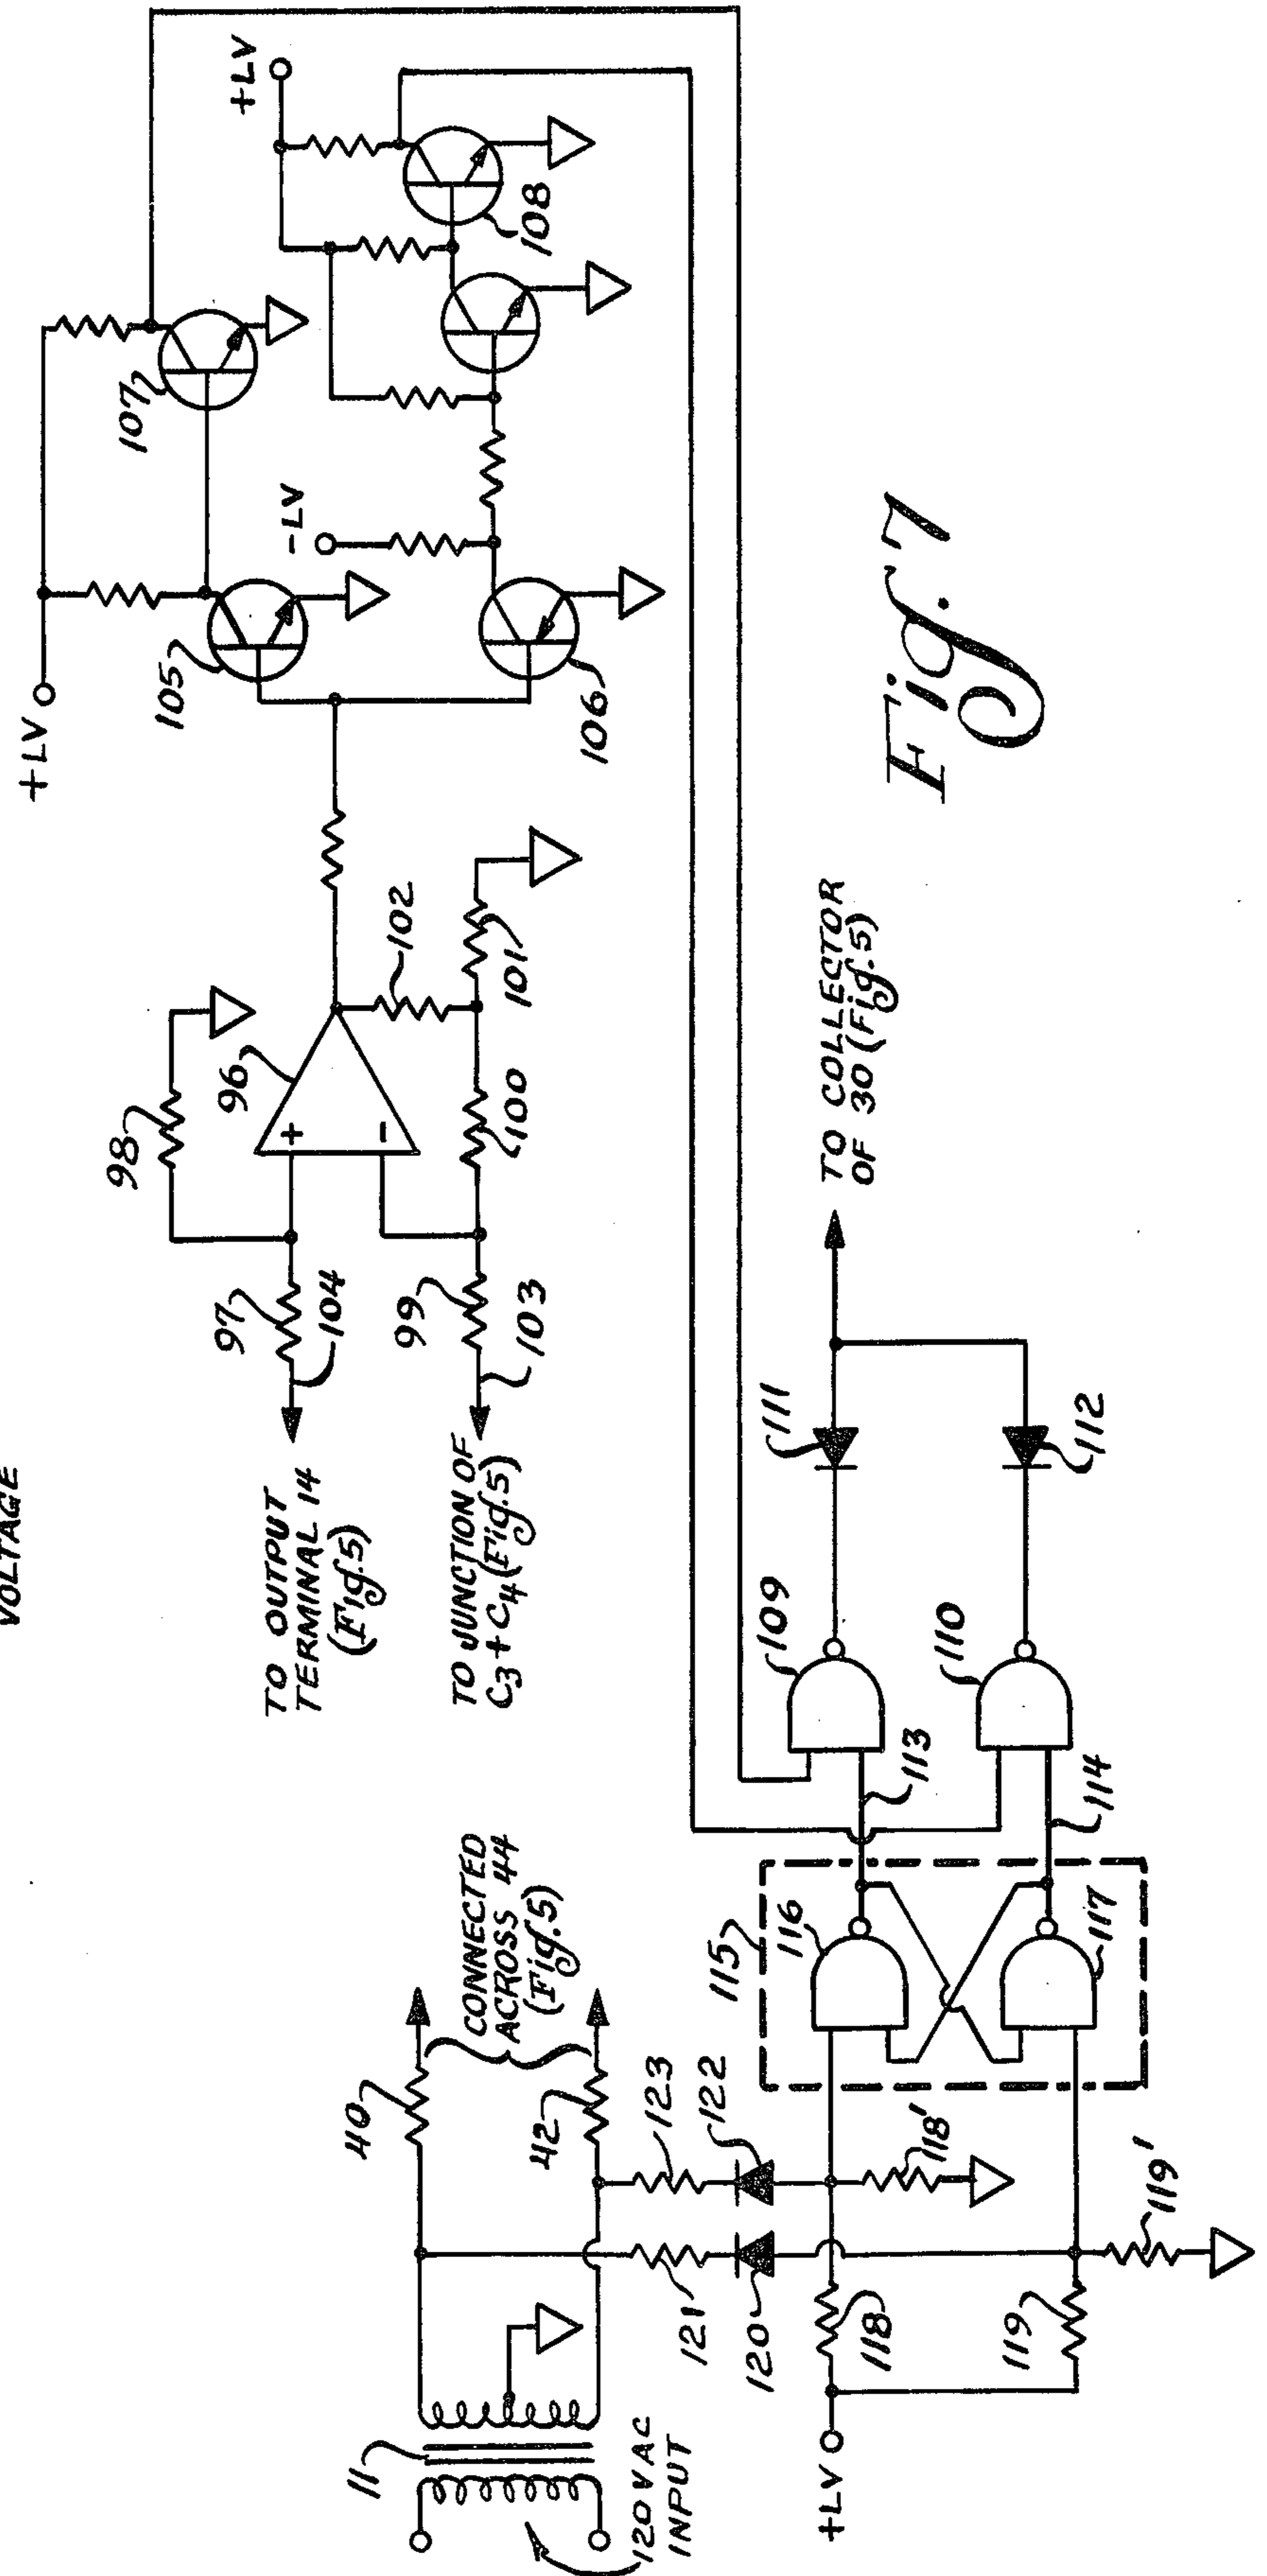 VOLTAGE
+LV
105
107
+LV
108
-LV
106
98
96
97
104
102
99
103
100
101
TO OUTPUT
TERMINAL 14
(Fig.5)
TO JUNCTION OF
C3+C4 (Fig.5)
11
120 VAC
INPUT
40
42
CONNECTED
ACROSS 44
(Fig.5)
121
123
120
122
+LV
118
118'
119
119'
115
116
117
113
114
109
110
111
112
TO COLLECTOR
OF 30 (Fig.5)
Fig. 7